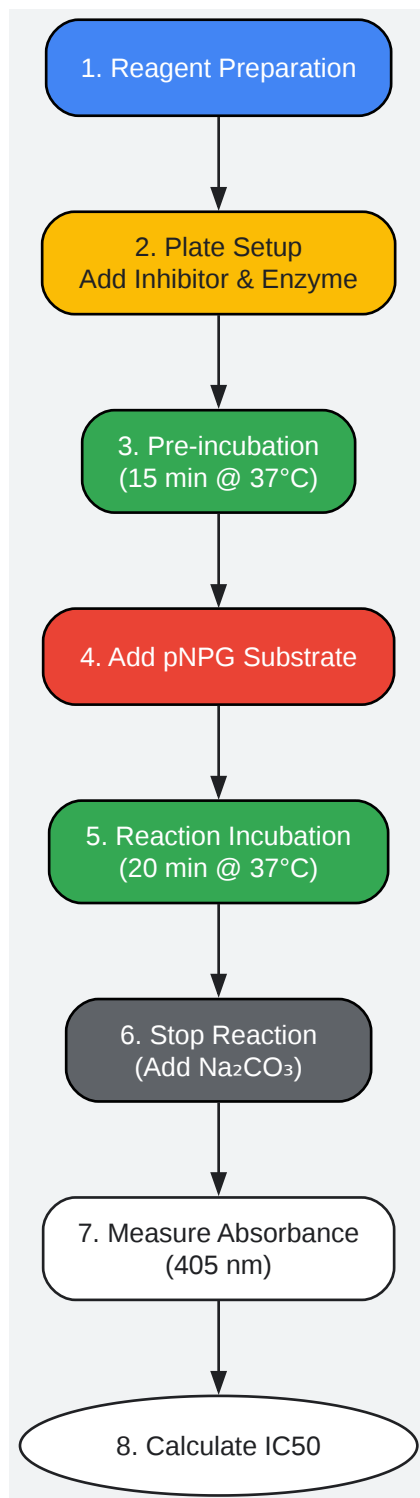 1. Reagent Preparation
2. Plate Setup
Add Inhibitor & Enzyme
3. Pre-incubation
(15 min @ 37°C)
4. Add pNPG Substrate
5. Reaction Incubation
(20 min @ 37°C)
6. Stop Reaction
(Add Na₂CO₃)
7. Measure Absorbance
(405 nm)
8. Calculate IC50